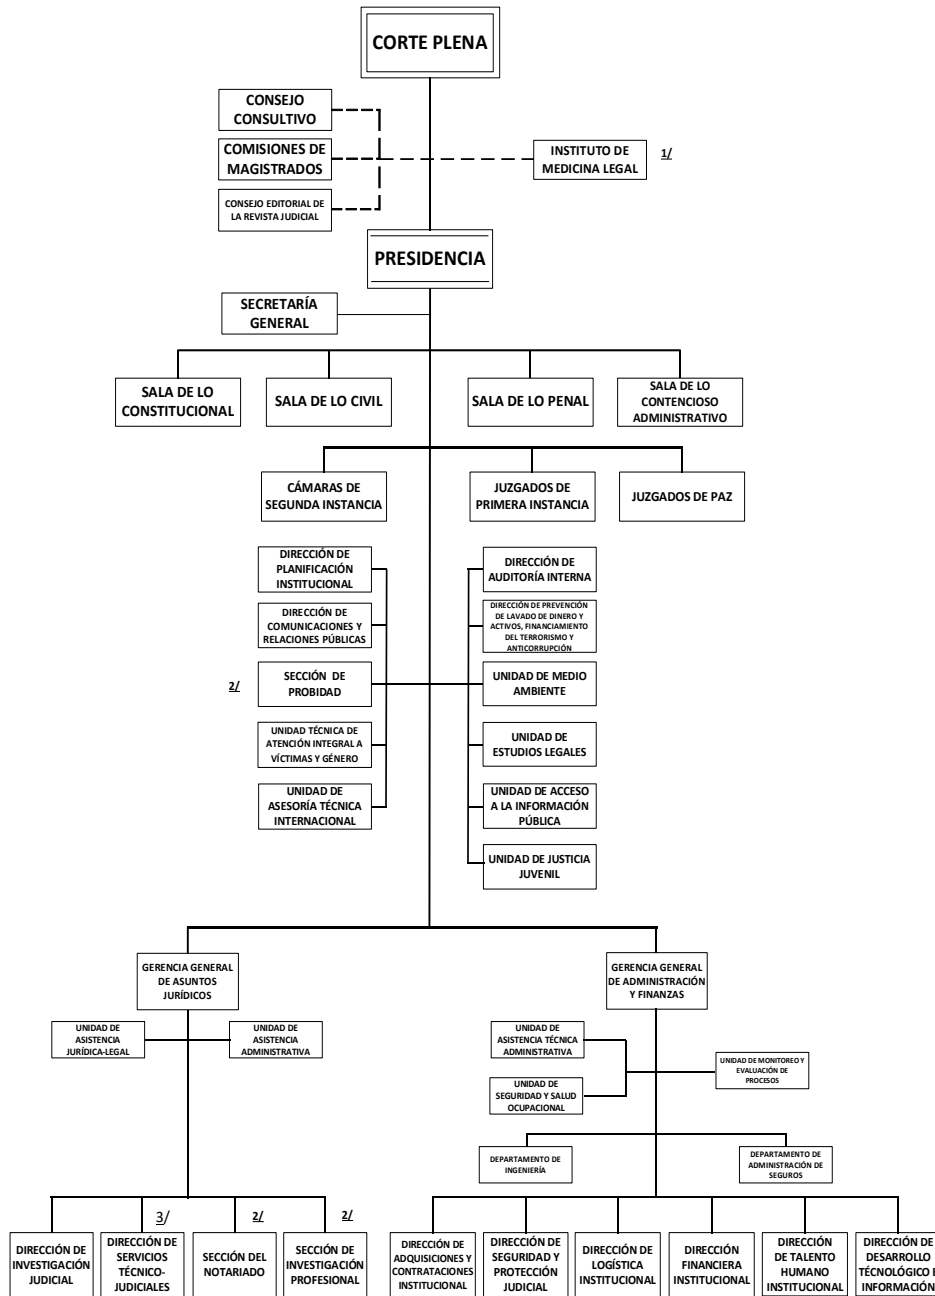 CORTE PLENA
CONSEJO
CONSULTIVO
COMISIONES DE
MAGISTRADOS
INSTITUTO DE
MEDICINA LEGAL
1/
CONSEJO EDITORIAL DE
LA REVISTA JUDICIAL
PRESIDENCIA
SECRETARÍA
GENERAL
SALA DE LO
CONSTITUCIONAL
SALA DE LO CIVIL
SALA DE LO PENAL
SALA DE LO
CONTENCIOSO
ADMINISTRATIVO
CÁMARAS DE
SEGUNDA INSTANCIA
JUZGADOS DE
PRIMERA INSTANCIA
JUZGADOS DE PAZ
DIRECCIÓN DE
PLANIFICACIÓN
INSTITUCIONAL
DIRECCIÓN DE
AUDITORÍA INTERNA
DIRECCIÓN DE
COMUNICACIONES Y
RELACIONES PÚBLICAS
DIRECCIÓN DE PREVENCIÓN
DE LAVADO DE DINERO Y
ACTIVOS, FINANCIAMIENTO
DEL TERRORISMO Y
ANTICORRUPCIÓN
2/
SECCIÓN DE
PROBIDAD
UNIDAD DE MEDIO
AMBIENTE
UNIDAD TÉCNICA DE
ATENCIÓN INTEGRAL A
VÍCTIMAS Y GÉNERO
UNIDAD DE
ESTUDIOS LEGALES
UNIDAD DE
ASESORÍA TÉCNICA
INTERNACIONAL
UNIDAD DE ACCESO
A LA INFORMACIÓN
PÚBLICA
UNIDAD DE JUSTICIA
JUVENIL
GERENCIA GENERAL
DE ASUNTOS
JURÍDICOS
GERENCIA GENERAL
DE ADMINISTRACIÓN
Y FINANZAS
UNIDAD DE
ASISTENCIA
JURÍDICA-LEGAL
UNIDAD DE
ASISTENCIA
ADMINISTRATIVA
UNIDAD DE
ASISTENCIA TÉCNICA
ADMINISTRATIVA
UNIDAD DE MONITOREO Y
EVALUACIÓN DE
PROCESOS
UNIDAD DE
SEGURIDAD Y SALUD
OCUPACIONAL
DEPARTAMENTO DE
INGENIERÍA
DEPARTAMENTO DE
ADMINISTRACIÓN DE
SEGUROS
3/
2/
2/
DIRECCIÓN DE
INVESTIGACIÓN
JUDICIAL
DIRECCIÓN DE
SERVICIOS
TÉCNICO-
JUDICIALES
SECCIÓN DEL
NOTARIADO
SECCIÓN DE
INVESTIGACIÓN
PROFESIONAL
DIRECCIÓN DE
ADQUISICIONES Y
CONTRATACIONES
INSTITUCIONAL
DIRECCIÓN DE
SEGURIDAD Y
PROTECCIÓN
JUDICIAL
DIRECCIÓN DE
LOGÍSTICA
INSTITUCIONAL
DIRECCIÓN
FINANCIERA
INSTITUCIONAL
DIRECCIÓN
DE TALENTO
HUMANO
INSTITUCIONAL
DIRECCIÓN DE
DESARROLLO
TÉCNOLÓGICO E
INFORMACIÓN